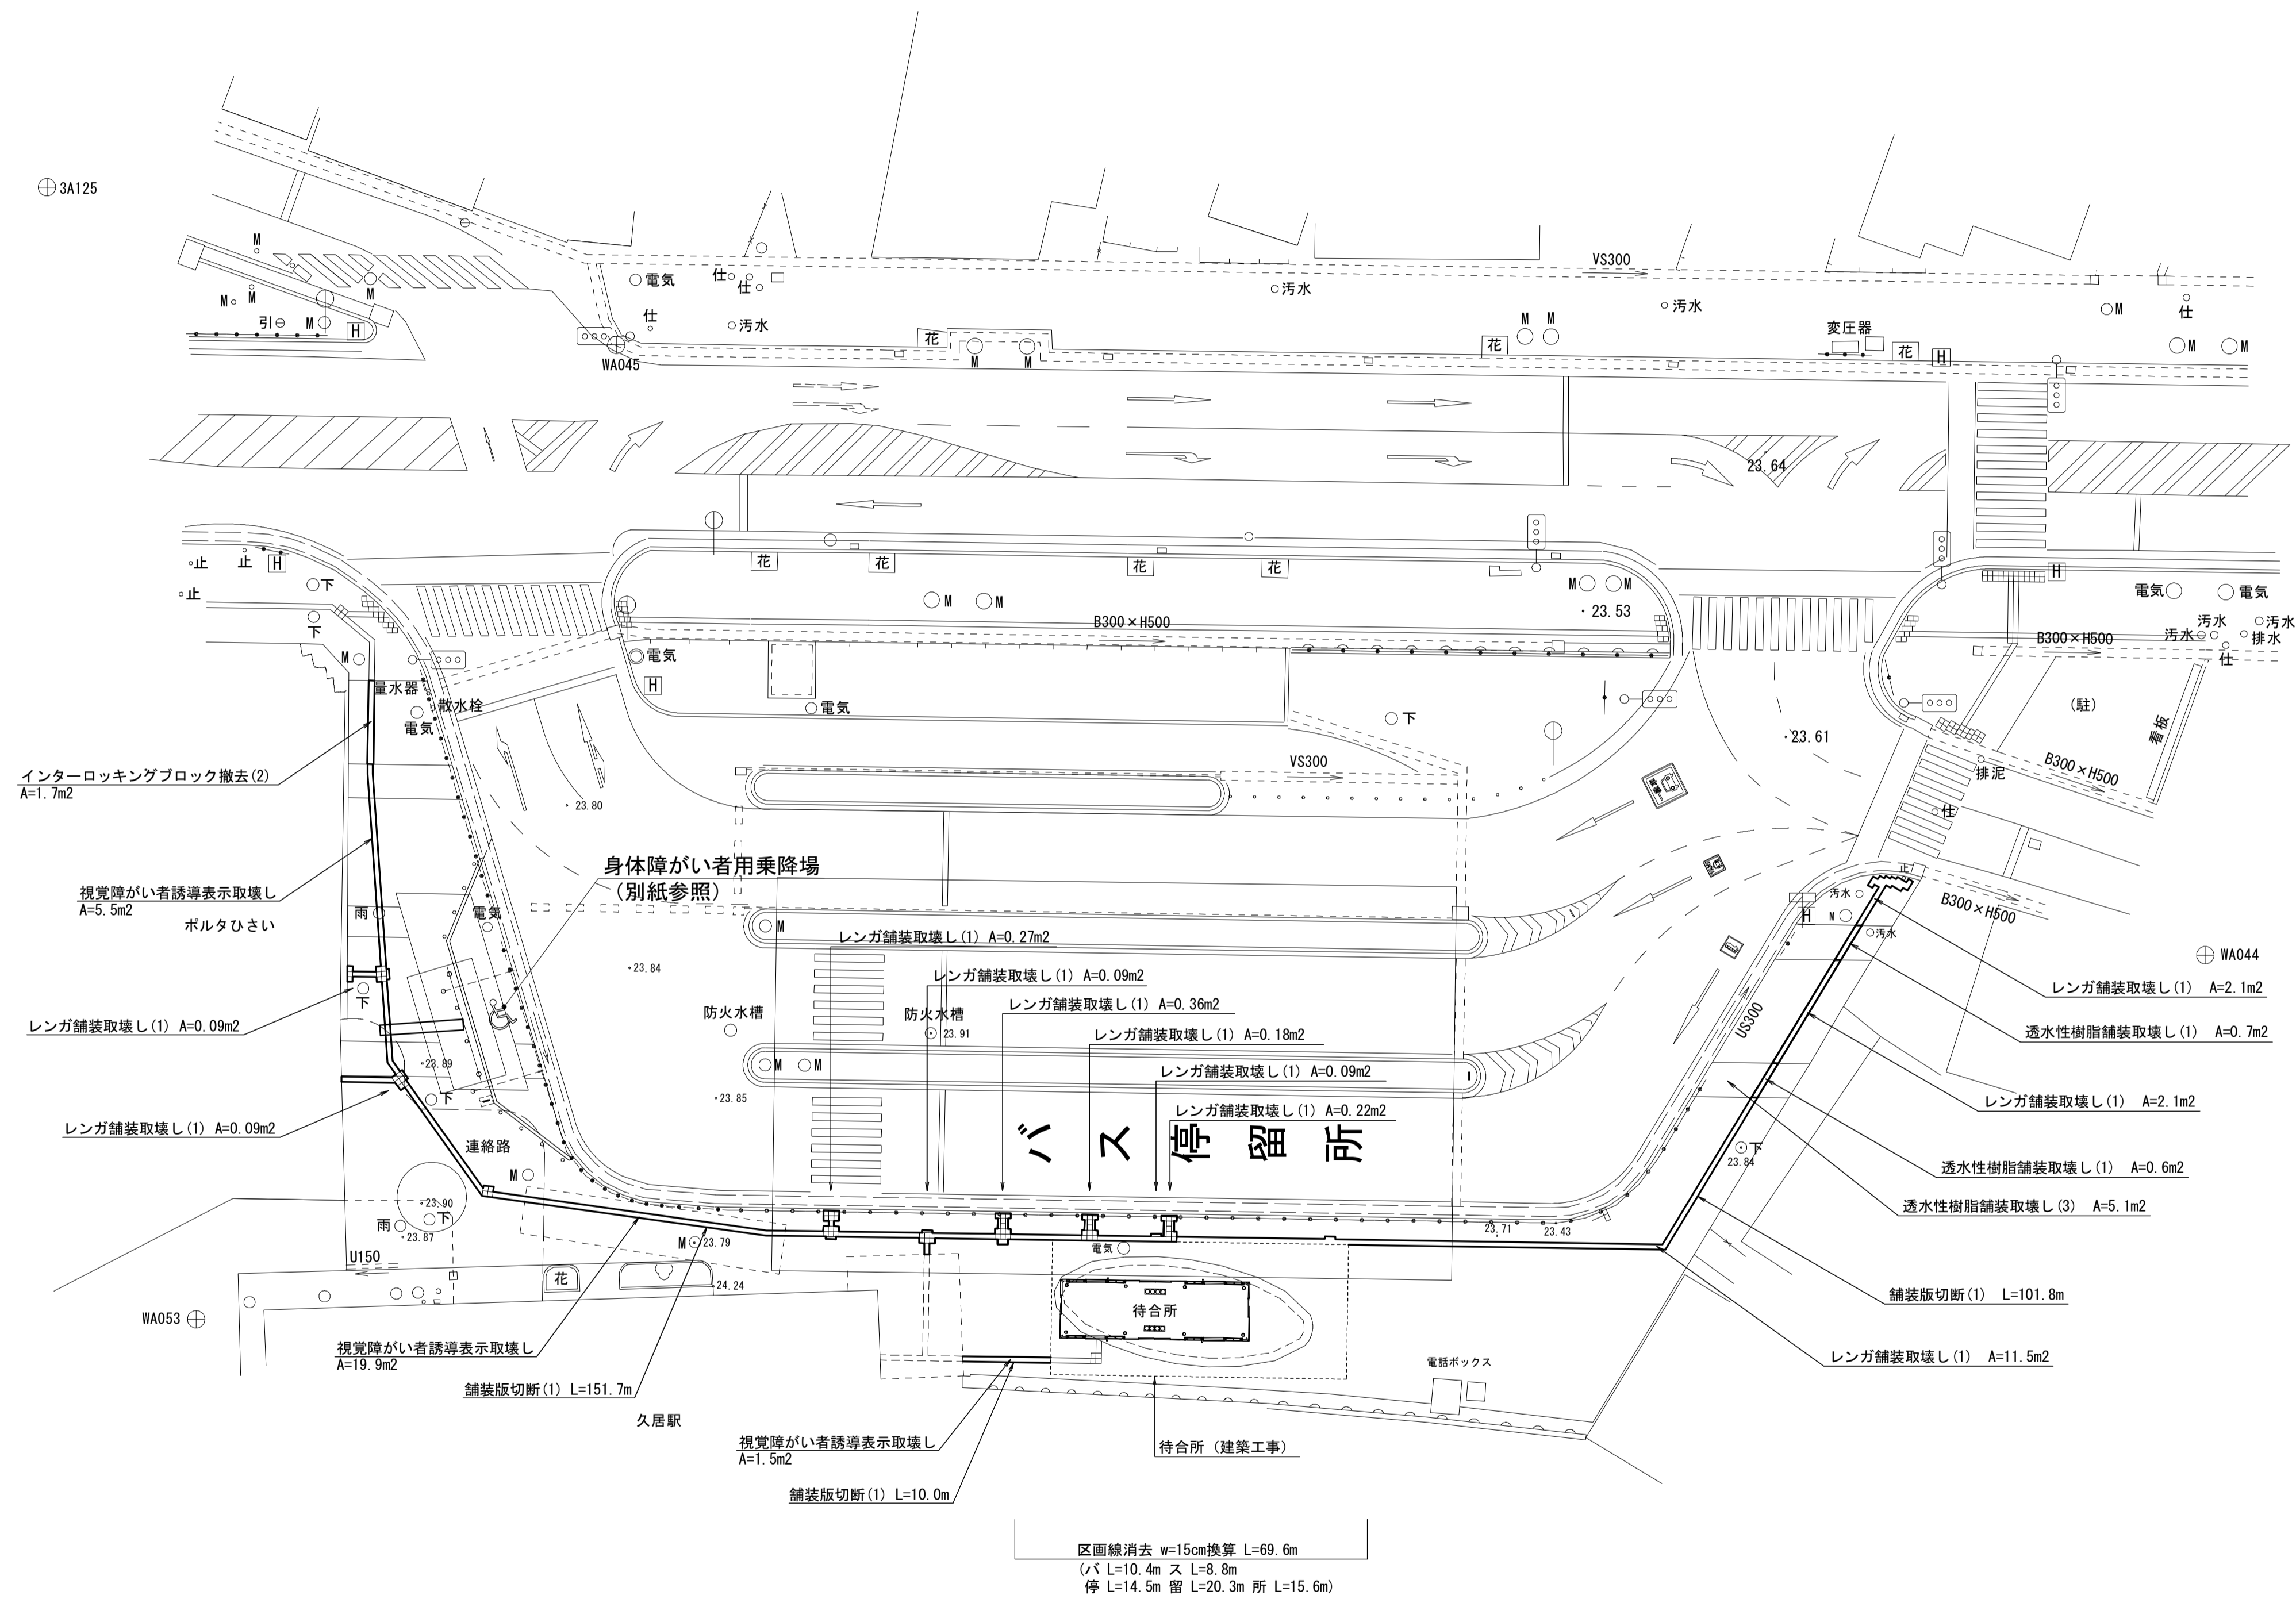 3A125
M
M
M
M
引
M
H
WA045
電気
仕
仕
仕
汚水
汚水
VS300
汚水
花
M
M
花
M
M
変圧器
花
H
M
仕
M
M
23.64
止
止
H
下
止
下
M
花
花
花
花
M
M
M
M
23.53
B300×H500
電気
H
電気
下
H
電気
電気
汚水
汚水
汚水
排水
仕
B300×H500
(駐)
看板
B300×H500
排泥
仕
23.61
量水器
散水栓
電気
VS300
23.80
インターロッキングブロック撤去(2)
A=1.7m2
視覚障がい者誘導表示取壊し
A=5.5m2
ポルタひさい
雨
電気
身体障がい者用乗降場
(別紙参照)
M
レンガ舗装取壊し(1) A=0.27m2
23.84
レンガ舗装取壊し(1) A=0.09m2
レンガ舗装取壊し(1) A=0.36m2
レンガ舗装取壊し(1) A=0.18m2
レンガ舗装取壊し(1) A=0.09m2
レンガ舗装取壊し(1) A=0.22m2
防火水槽
防火水槽
23.91
M
M
23.85
バス停留所
止
汚水
H
M
汚水
B300×H500
WA044
US300
レンガ舗装取壊し(1) A=2.1m2
透水性樹脂舗装取壊し(1) A=0.7m2
レンガ舗装取壊し(1) A=2.1m2
下
23.84
透水性樹脂舗装取壊し(1) A=0.6m2
透水性樹脂舗装取壊し(3) A=5.1m2
舗装版切断(1) L=101.8m
レンガ舗装取壊し(1) A=11.5m2
下
レンガ舗装取壊し(1) A=0.09m2
23.89
下
レンガ舗装取壊し(1) A=0.09m2
連絡路
M
23.90
雨
下
23.87
U150
M
23.79
花
24.24
WA053
電気
23.71
23.43
待合所
視覚障がい者誘導表示取壊し
A=19.9m2
舗装版切断(1) L=151.7m
久居駅
視覚障がい者誘導表示取壊し
A=1.5m2
舗装版切断(1) L=10.0m
待合所（建築工事）
電話ボックス
区画線消去 w=15cm換算 L=69.6m
(バ L=10.4m ス L=8.8m
停 L=14.5m 留 L=20.3m 所 L=15.6m)